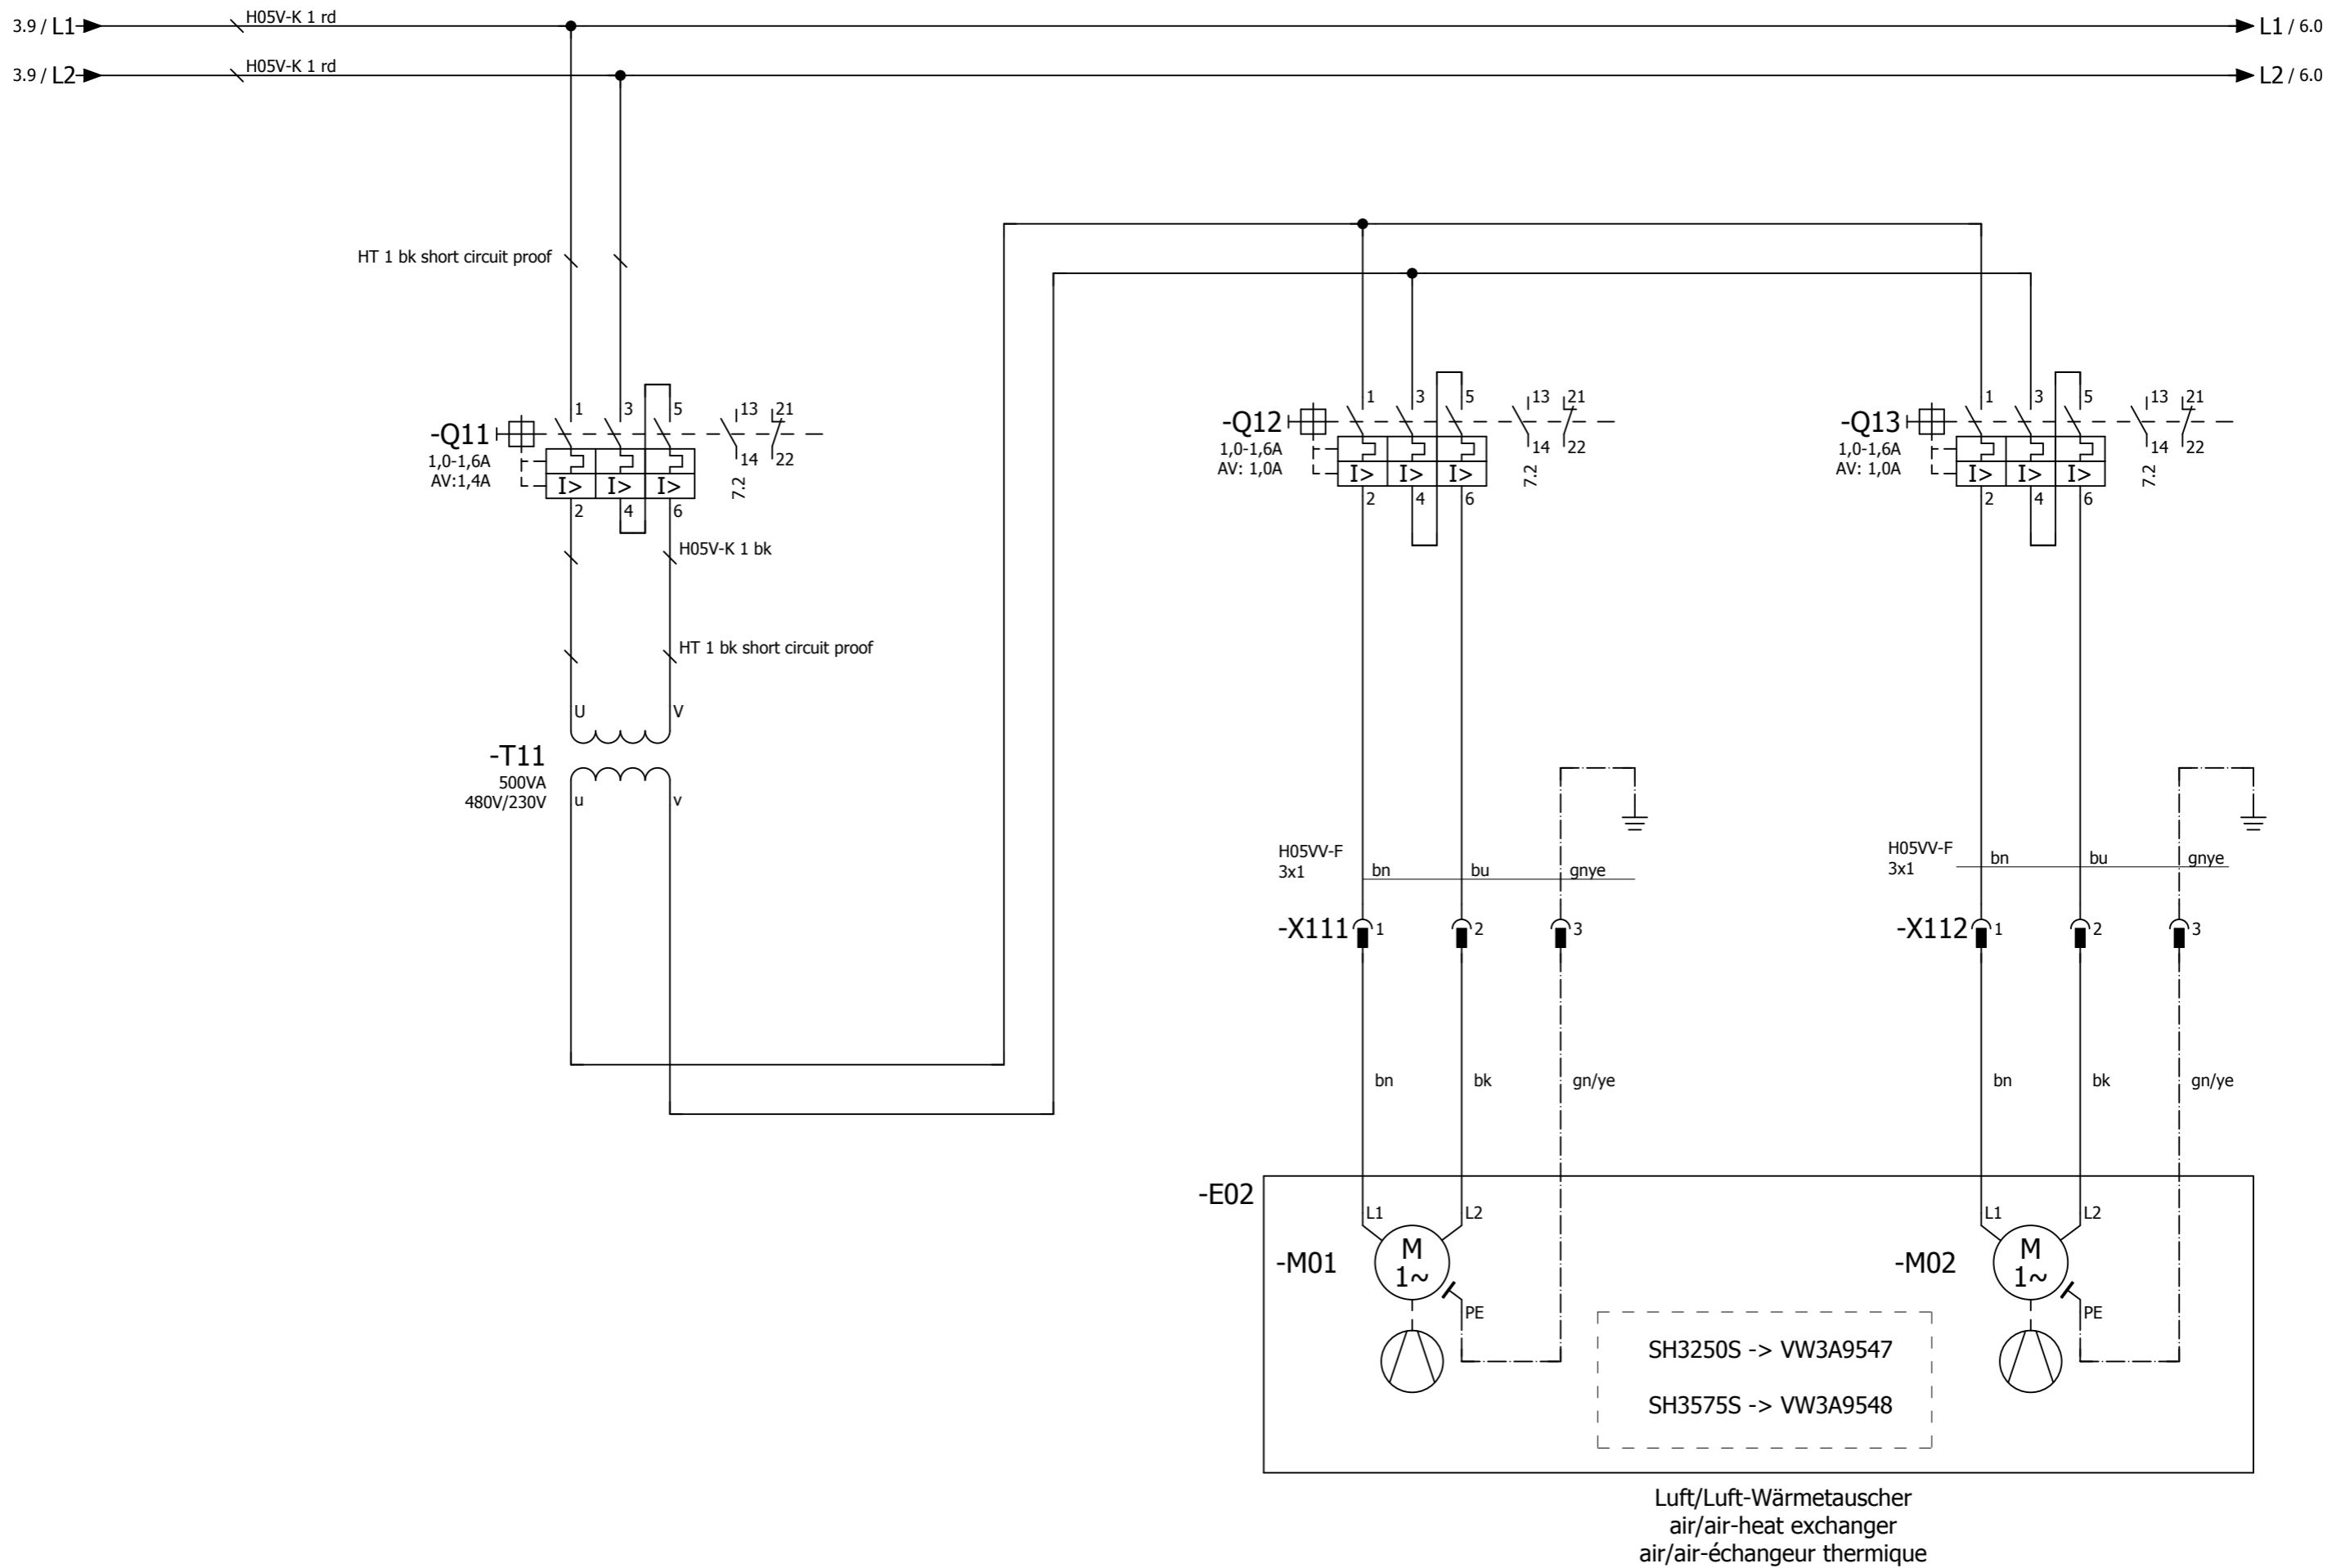 3.9 / L1 H05V-K 1 rd L1 / 6.0
3.9 / L2 H05V-K 1 rd L2 / 6.0
HT 1 bk short circuit proof
-Q11
1,0-1,6A
AV:1,4A
1 3 5 13 21
I> I> I> 14 22
2 4 6 7.2
H05V-K 1 bk
HT 1 bk short circuit proof
U V
-T11
500VA
480V/230V
u v
-Q12
1,0-1,6A
AV: 1,0A
1 3 5 13 21
I> I> I> 14 22
2 4 6 7.2
-Q13
1,0-1,6A
AV: 1,0A
1 3 5 13 21
I> I> I> 14 22
2 4 6 7.2
H05VV-F
3x1 bn bu gnye
-X111 1 2 3
bn bk gn/ye
H05VV-F
3x1 bn bu gnye
-X112 1 2 3
bn bk gn/ye
-E02
L1 L2
-M01 M
1~
PE
L1 L2
-M02 M
1~
PE
SH3250S -> VW3A9547
SH3575S -> VW3A9548
Luft/Luft-Wärmetauscher
air/air-heat exchanger
air/air-échangeur thermique